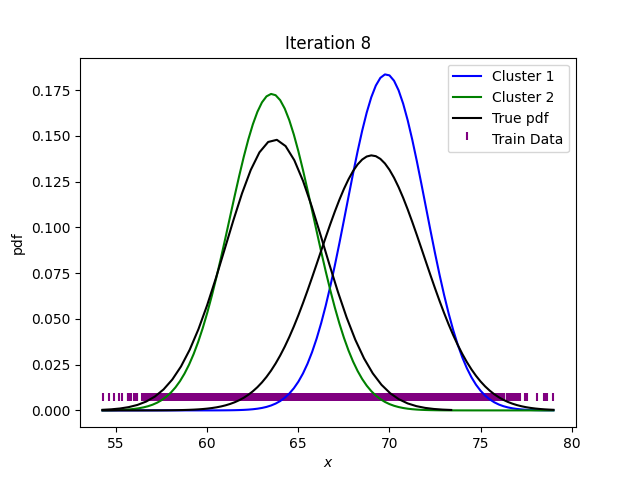 Iteration 8
Cluster 1
Cluster 2
True pdf
Train Data
pdf
0.175
0.150
0.125
0.100
0.075
0.050
0.025
0.000
55 60 65 70 75 80
x